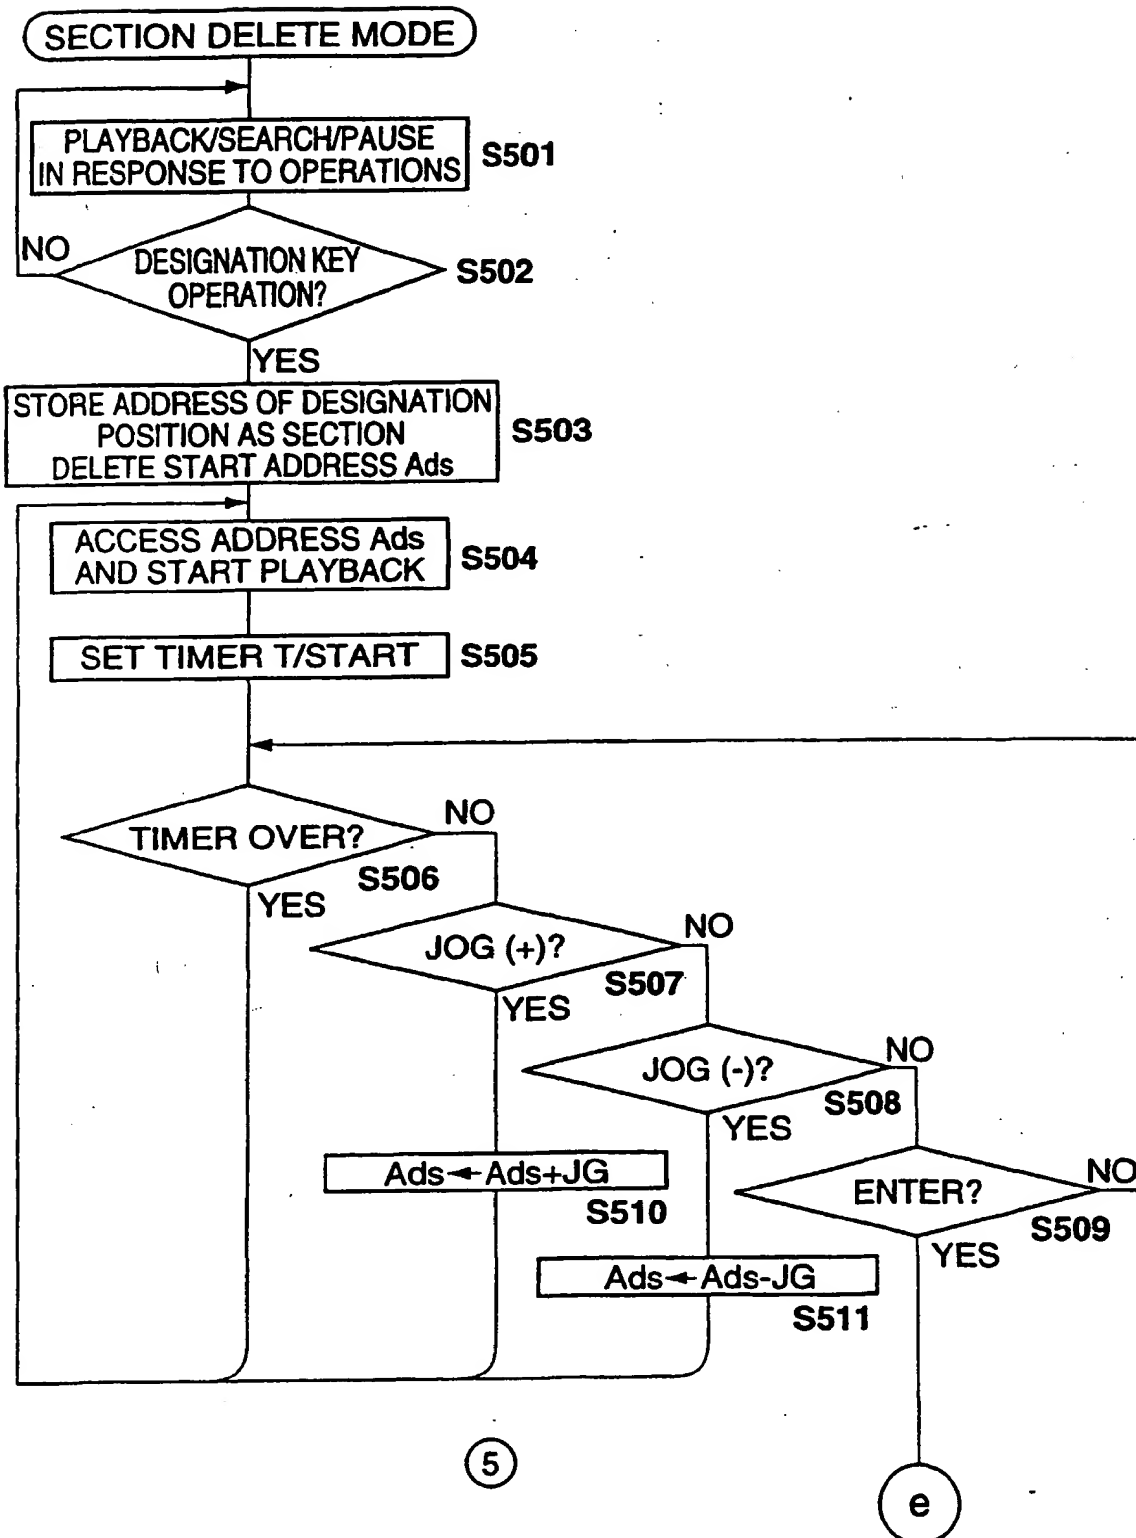 SECTION DELETE MODE
PLAYBACK/SEARCH/PAUSE
IN RESPONSE TO OPERATIONS
S501
NO
DESIGNATION KEY
OPERATION?
S502
YES
STORE ADDRESS OF DESIGNATION
POSITION AS SECTION
DELETE START ADDRESS Ads
S503
ACCESS ADDRESS Ads
AND START PLAYBACK
S504
SET TIMER T/START
S505
TIMER OVER?
NO
S506
YES
JOG (+)?
NO
S507
YES
JOG (-)?
NO
S508
YES
Ads←Ads+JG
S510
ENTER?
NO
S509
YES
Ads←Ads-JG
S511
5
e